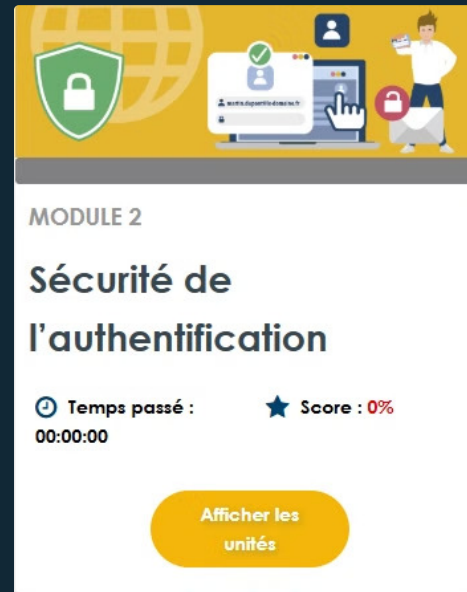 MODULE 2
Sécurité de
l'authentification
Temps passé :
00:00:00
Score : 0%
Afficher les
unités